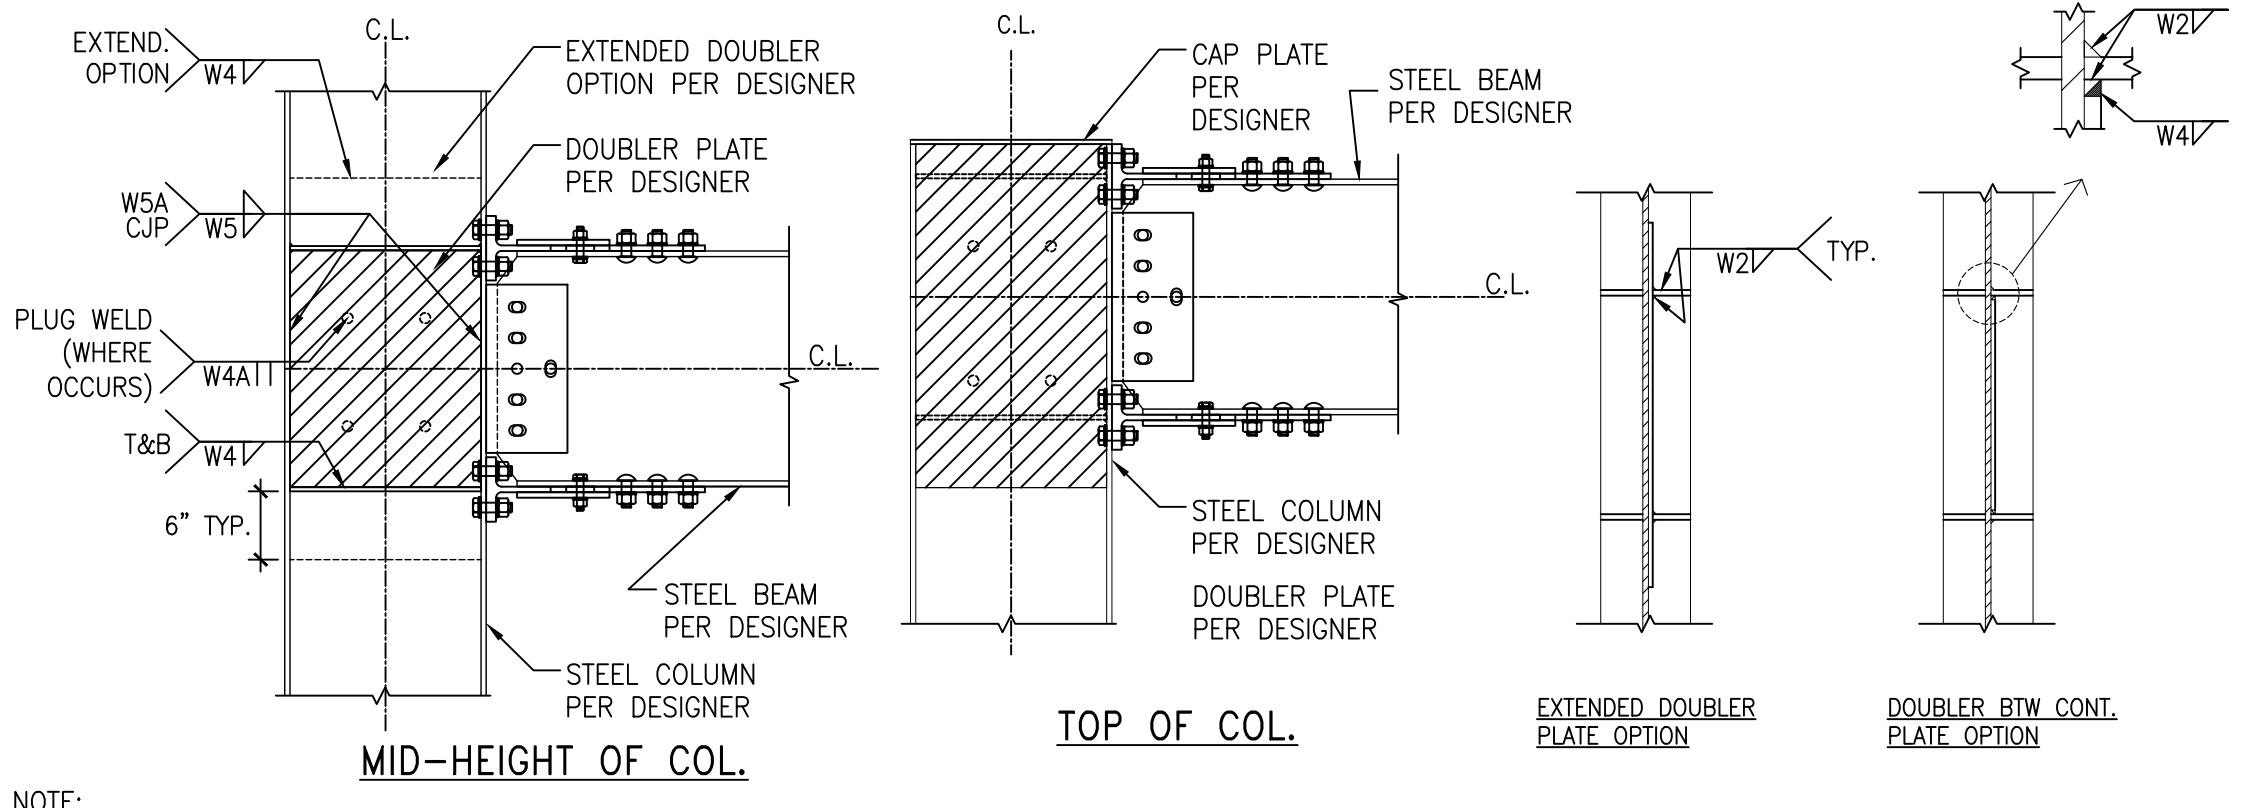 EXTEND.
OPTION
W4
C.L.
EXTENDED DOUBLER
OPTION PER DESIGNER
DOUBLER PLATE
PER DESIGNER
W5A
CJP
W5
PLUG WELD
(WHERE
OCCURS)
W4A
C.L.
T&B
W4
6" TYP.
STEEL BEAM
PER DESIGNER
STEEL COLUMN
PER DESIGNER
MID-HEIGHT OF COL.
NOTE:
C.L.
CAP PLATE
PER
DESIGNER
STEEL BEAM
PER DESIGNER
C.L.
STEEL COLUMN
PER DESIGNER
DOUBLER PLATE
PER DESIGNER
TOP OF COL.
W2
TYP.
EXTENDED DOUBLER
PLATE OPTION
W2
W4
DOUBLER BTW CONT.
PLATE OPTION